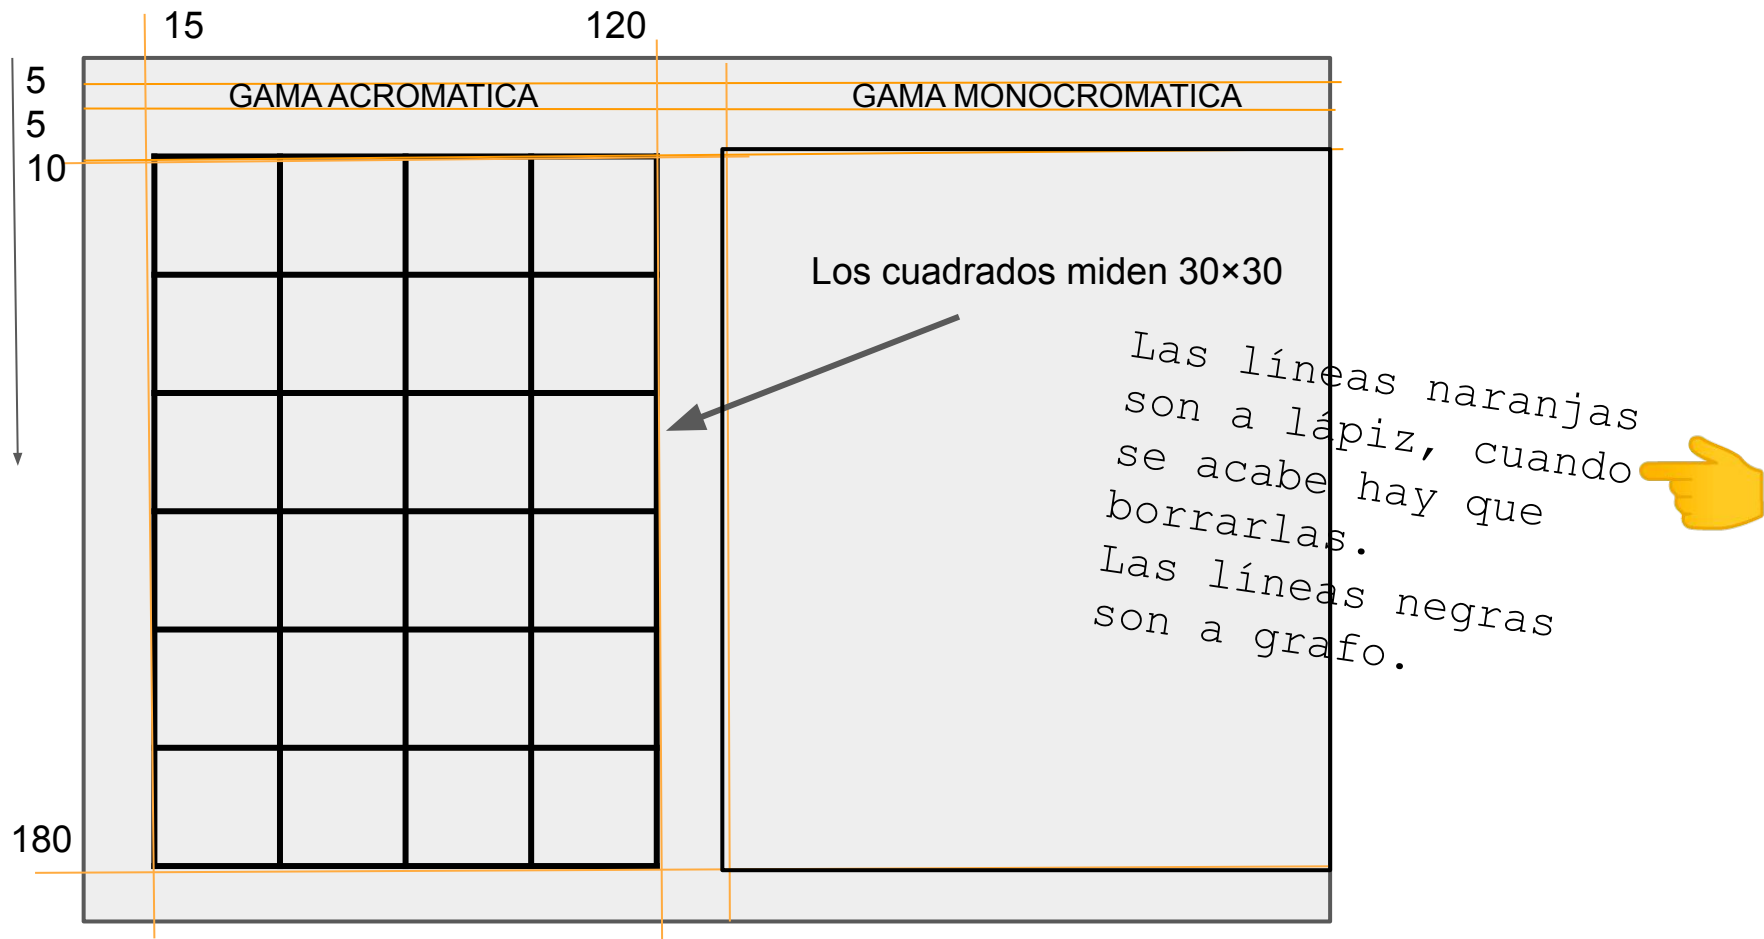 15
120
5
5
10
GAMA ACROMATICA
GAMA MONOCROMATICA
Los cuadrados miden 30×30
Las líneas naranjas
son a lápiz, cuando
se acabe hay que
borrarlas.
Las líneas negras
son a grafo.
180